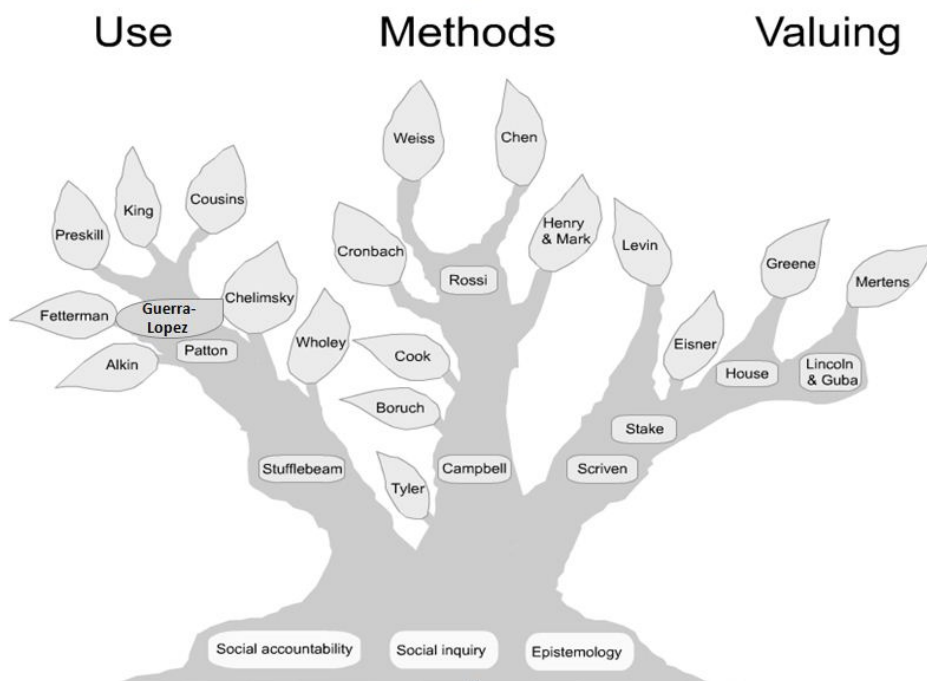 Use
Methods
Valuing
Weiss
Chen
King
Cousins
Preskill
Cronbach
Henry
& Mark
Levin
Greene
Mertens
Rossi
Fetterman
Guerra-
Lopez
Chelimsky
Wholey
Eisner
Alkin
Patton
Cook
House
Lincoln
& Guba
Boruch
Stake
Stufflebeam
Tyler
Campbell
Scriven
Social accountability
Social inquiry
Epistemology